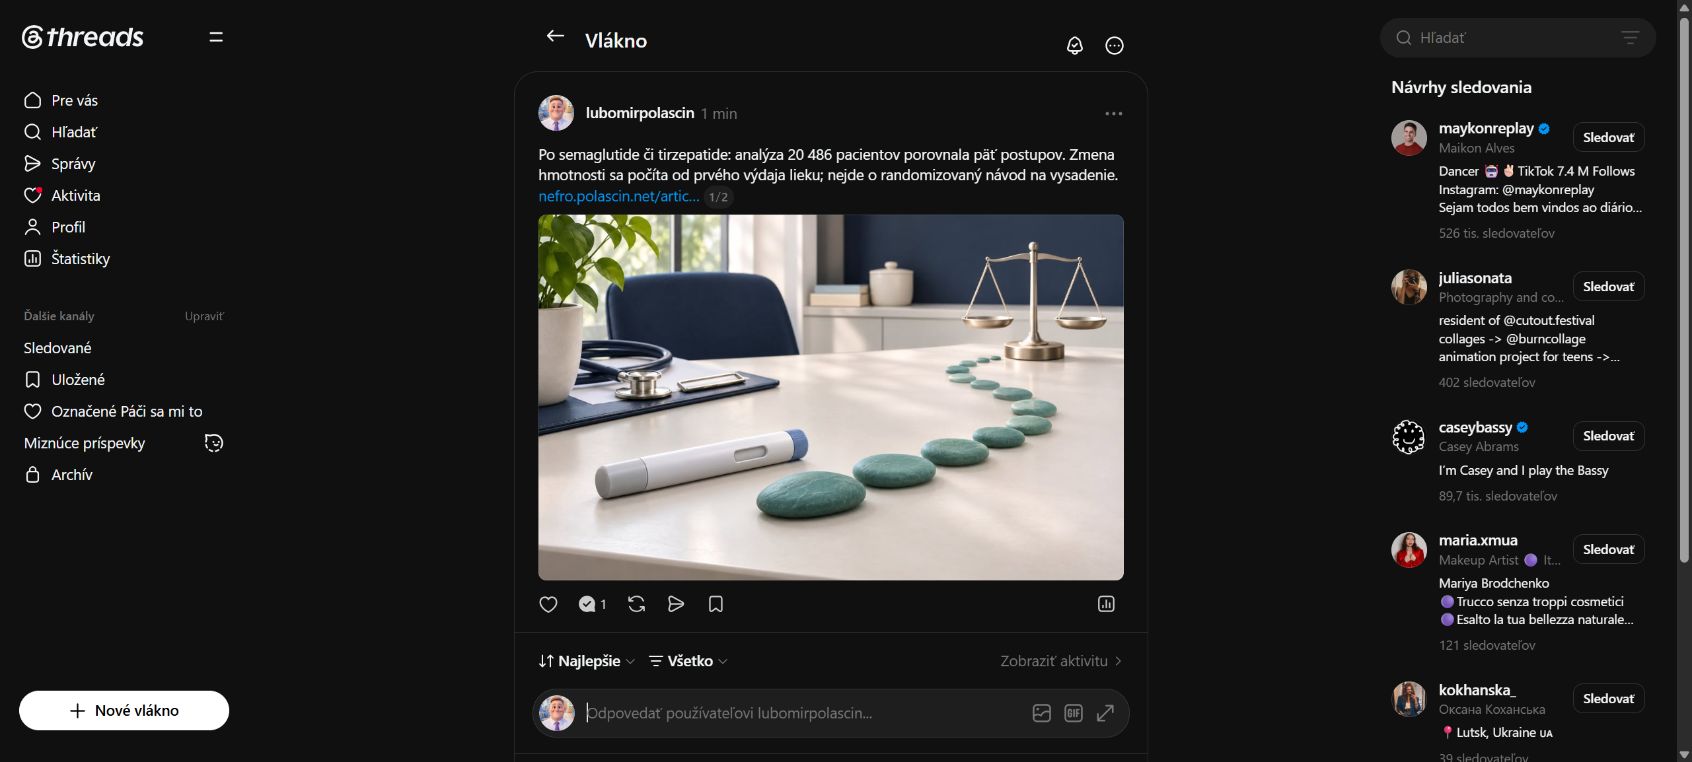 threads
Pre vás
Hľadať
Správy
Aktivita
Profil
Štatistiky
Ďalšie kanály
Upraviť
Sledované
Uložené
Označené Páči sa mi to
Miznúce príspevky
Archív
Nové vlákno
Vlákno
lubomirpolascin 1 min
Po semaglutide či tirzepatide: analýza 20 486 pacientov porovnala päť postupov. Zmena
hmotnosti sa počíta od prvého výdaja lieku; nejde o randomizovaný návod na vysadenie.
nefro.polascin.net/artic... 1/2
1
Najlepšie
Všetko
Zobraziť aktivitu
Odpovedať používateľovi lubomirpolascin...
GIF
Hľadať
Návrhy sledovania
maykonreplay
Sledovať
Maikon Alves
Dancer TikTok 7.4 M Follows
Instagram: @maykonreplay
Sejam todos bem vindos ao diário...
526 tis. sledovateľov
juliasonata
Sledovať
Photography and co...
resident of @cutout.festival
collages -> @burncollage
animation project for teens ->...
402 sledovateľov
caseybassy
Sledovať
Casey Abrams
I'm Casey and I play the Bassy
89,7 tis. sledovateľov
maria.xmua
Sledovať
Makeup Artist 🟣 It...
Mariya Brodchenko
🟣Trucco senza troppi cosmetici
🟣Esalto la tua bellezza naturale...
121 sledovateľov
kokhanska_
Sledovať
Оксана Коханська
📍Lutsk, Ukraine UA
39 sledovateľov